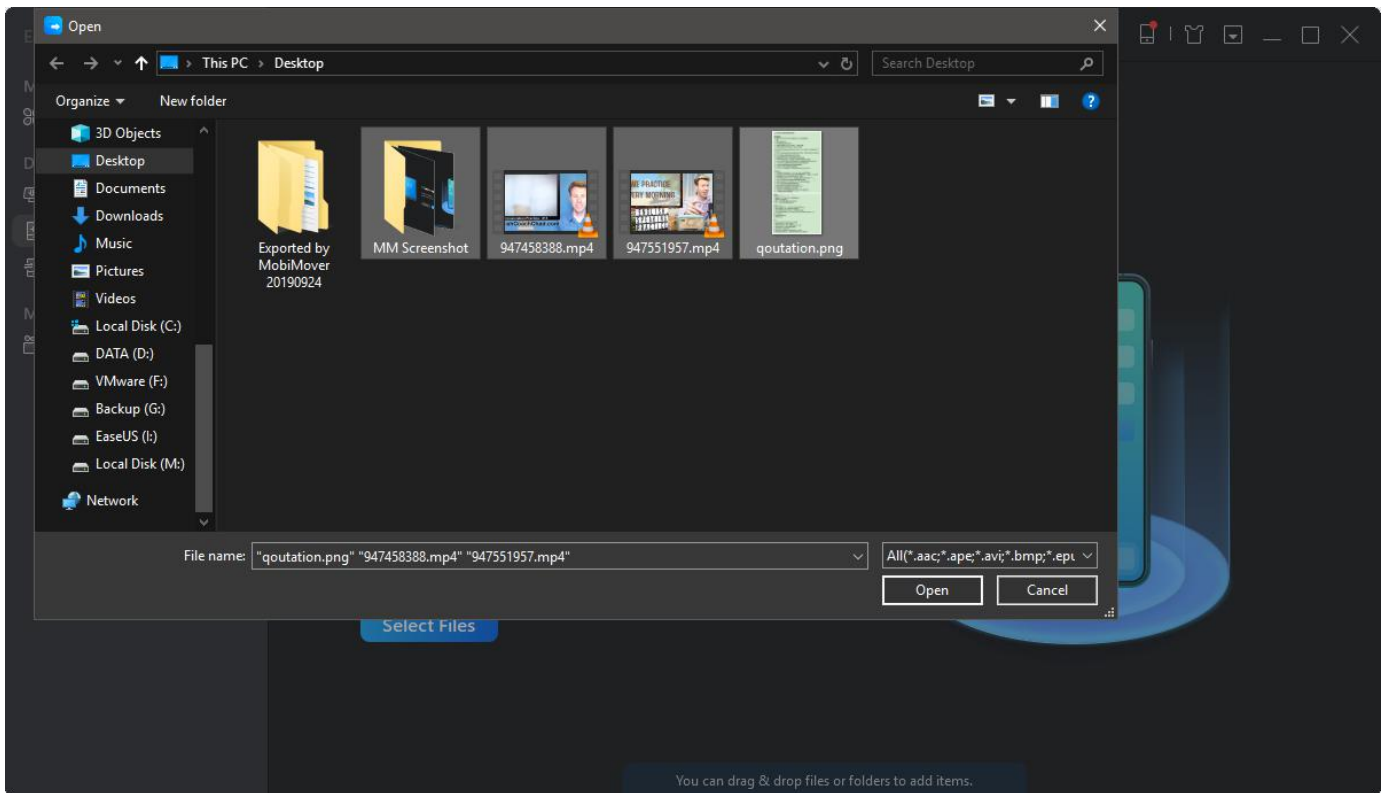 Open
This PC > Desktop
Search Desktop
Organize
New folder
3D Objects
Desktop
Documents
Downloads
Music
Pictures
Videos
Local Disk (C:)
DATA (D:)
VMware (F:)
Backup (G:)
EaseUS (I:)
Local Disk (M:)
Network
Exported by
MobiMover
20190924
MM Screenshot
947458388.mp4
WE PRACTICE
947551957.mp4
qoutation.png
File name: "qoutation.png" "947458388.mp4" "947551957.mp4"
All(*.aac;*.ape;*.avi;*.bmp;*.epu
Open
Cancel
Select Files
You can drag & drop files or folders to add items.